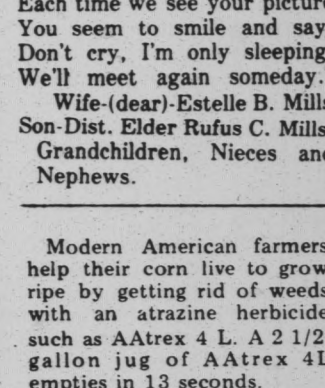 Each time we see your picture
You seem to smile and say
Don't cry, I'm only sleeping
We'll meet again someday.
Wife-(dear)-Estelle B. Mills
Son-Dist. Elder Rufus C. Mills
Grandchildren, Nieces and
Nephews.
Modern American farmers
help their corn live to grow
ripe by getting rid of weeds
with an atrazine herbicide
such as AAtrex 4 L. A 2 1/2
gallon jug of AAtrex 4L
empties in 13 seconds.